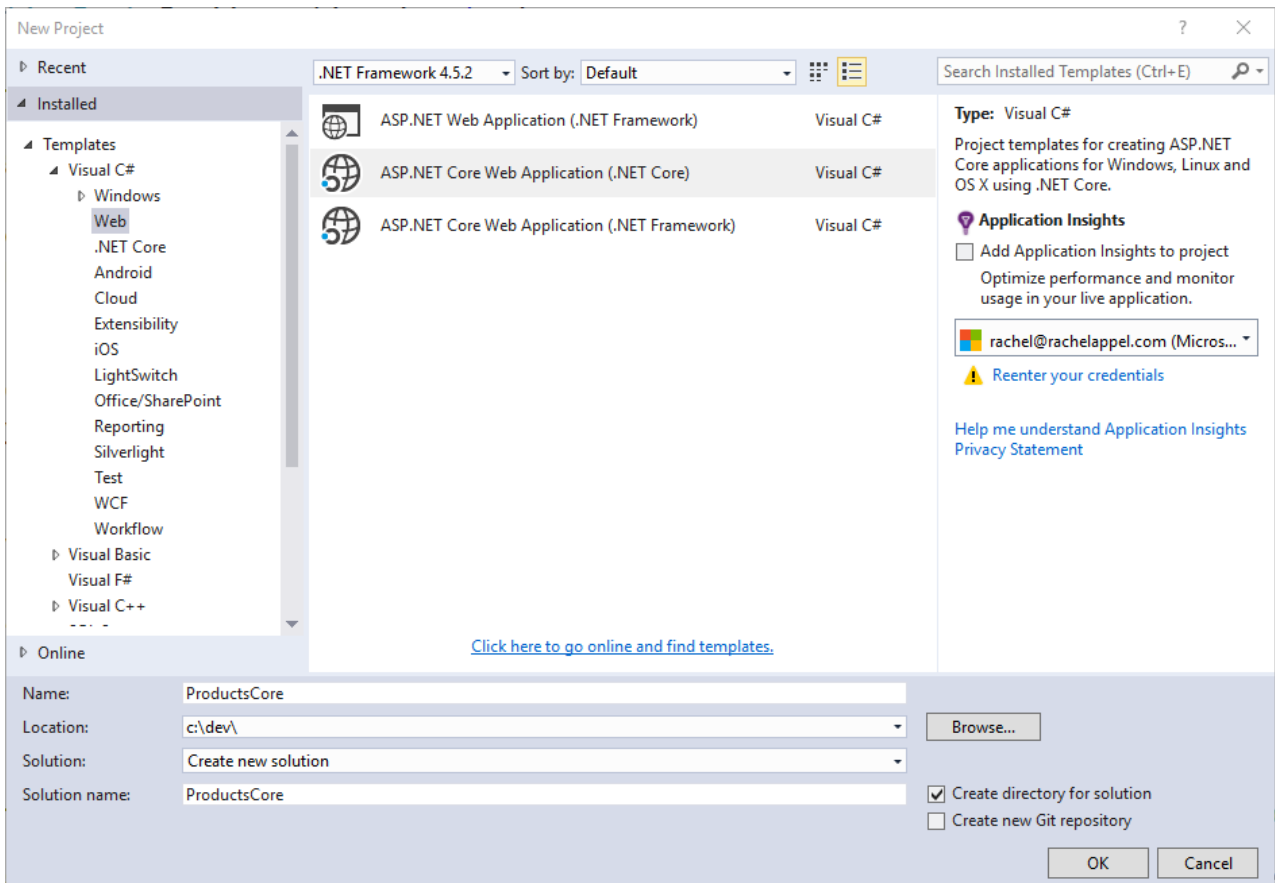 New Project
?
Recent
.NET Framework 4.5.2
Sort by: Default
Search Installed Templates (Ctrl+E)
Installed
Templates
Visual C#
Windows
Web
.NET Core
Android
Cloud
Extensibility
iOS
LightSwitch
Office/SharePoint
Reporting
Silverlight
Test
WCF
Workflow
Visual Basic
Visual F#
Visual C++
Online
ASP.NET Web Application (.NET Framework) Visual C#
ASP.NET Core Web Application (.NET Core) Visual C#
ASP.NET Core Web Application (.NET Framework) Visual C#
Click here to go online and find templates.
Type: Visual C#
Project templates for creating ASP.NET
Core applications for Windows, Linux and
OS X using .NET Core.
Application Insights
Add Application Insights to project
Optimize performance and monitor
usage in your live application.
rachel@rachelappel.com (Micros...
Reenter your credentials
Help me understand Application Insights
Privacy Statement
Name: ProductsCore
Location: c:\dev\
Browse...
Solution: Create new solution
Solution name: ProductsCore
Create directory for solution
Create new Git repository
OK
Cancel